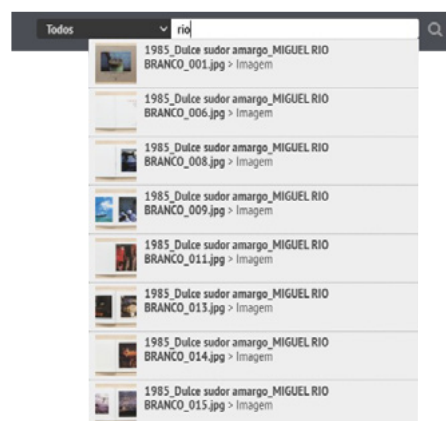 Todos rio
1985_Dulce sudor amargo_MIGUEL RIO
BRANCO_001.jpg > Imagem
1985_Dulce sudor amargo_MIGUEL RIO
BRANCO_006.jpg > Imagem
1985_Dulce sudor amargo_MIGUEL RIO
BRANCO_008.jpg > Imagem
1985_Dulce sudor amargo_MIGUEL RIO
BRANCO_009.jpg > Imagem
1985_Dulce sudor amargo_MIGUEL RIO
BRANCO_011.jpg > Imagem
1985_Dulce sudor amargo_MIGUEL RIO
BRANCO_013.jpg > Imagem
1985_Dulce sudor amargo_MIGUEL RIO
BRANCO_014.jpg > Imagem
1985_Dulce sudor amargo_MIGUEL RIO
BRANCO_015.jpg > Imagem